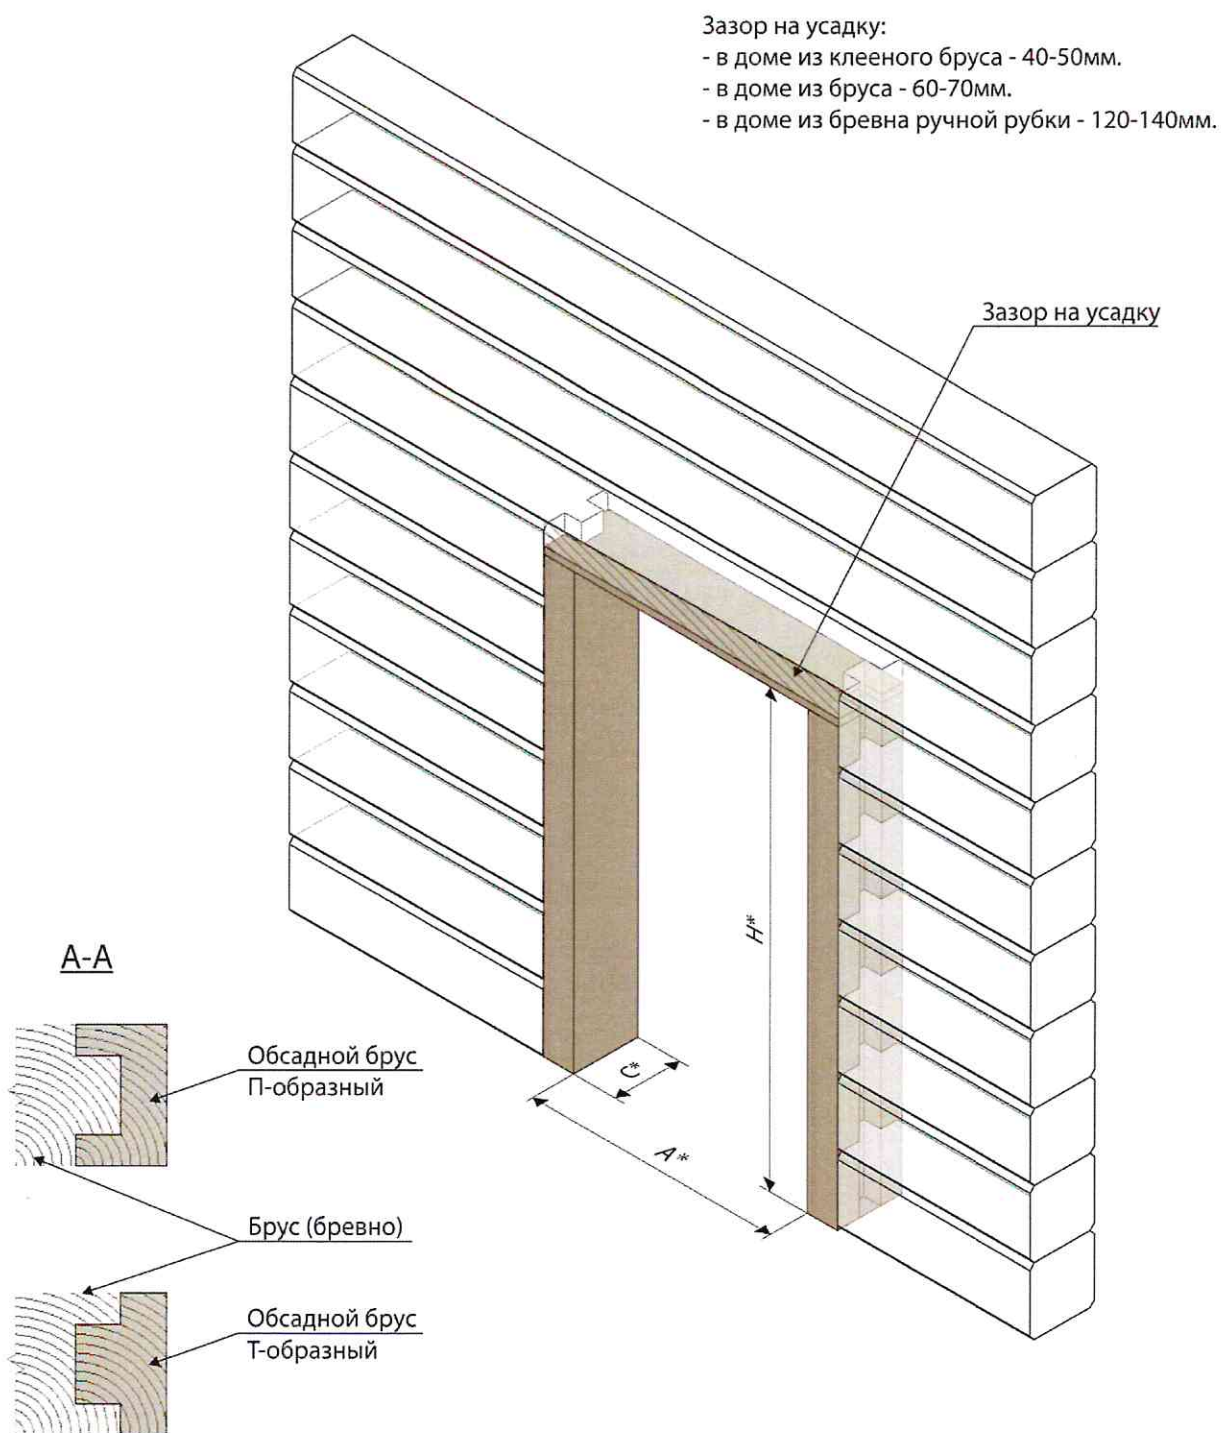 Зазор на усадку:
- в доме из клееного бруса - 40-50мм.
- в доме из бруса - 60-70мм.
- в доме из бревна ручной рубки - 120-140мм.
Зазор на усадку
H*
C*
A*
А-А
Обсадной брус
П-образный
Брус (бревно)
Обсадной брус
Т-образный